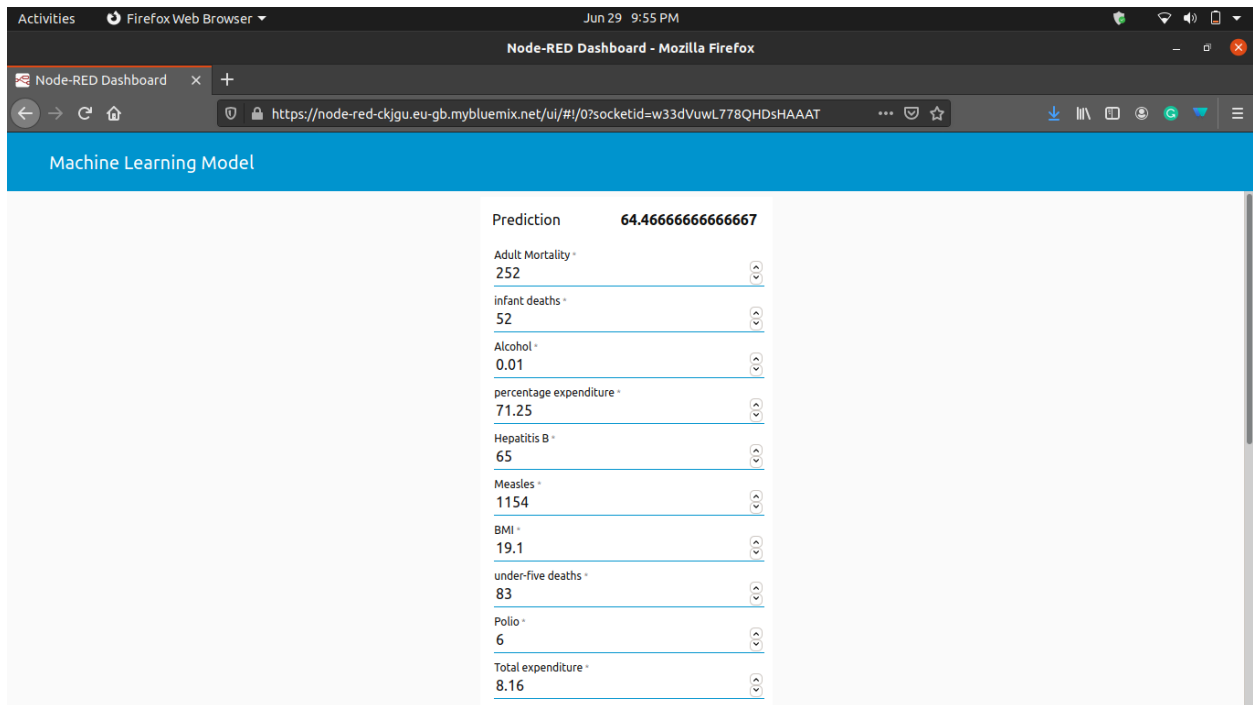 Activities Firefox Web Browser Jun 29 9:55 PM
Node-RED Dashboard - Mozilla Firefox
Node-RED Dashboard
https://node-red-ckjgu.eu-gb.mybluemix.net/ui/#!/0?socketid=w33dVuwL778QHDsHAAAT
Machine Learning Model
Prediction 64.46666666666667
Adult Mortality *
252
infant deaths *
52
Alcohol *
0.01
percentage expenditure *
71.25
Hepatitis B *
65
Measles *
1154
BMI *
19.1
under-five deaths *
83
Polio *
6
Total expenditure *
8.16